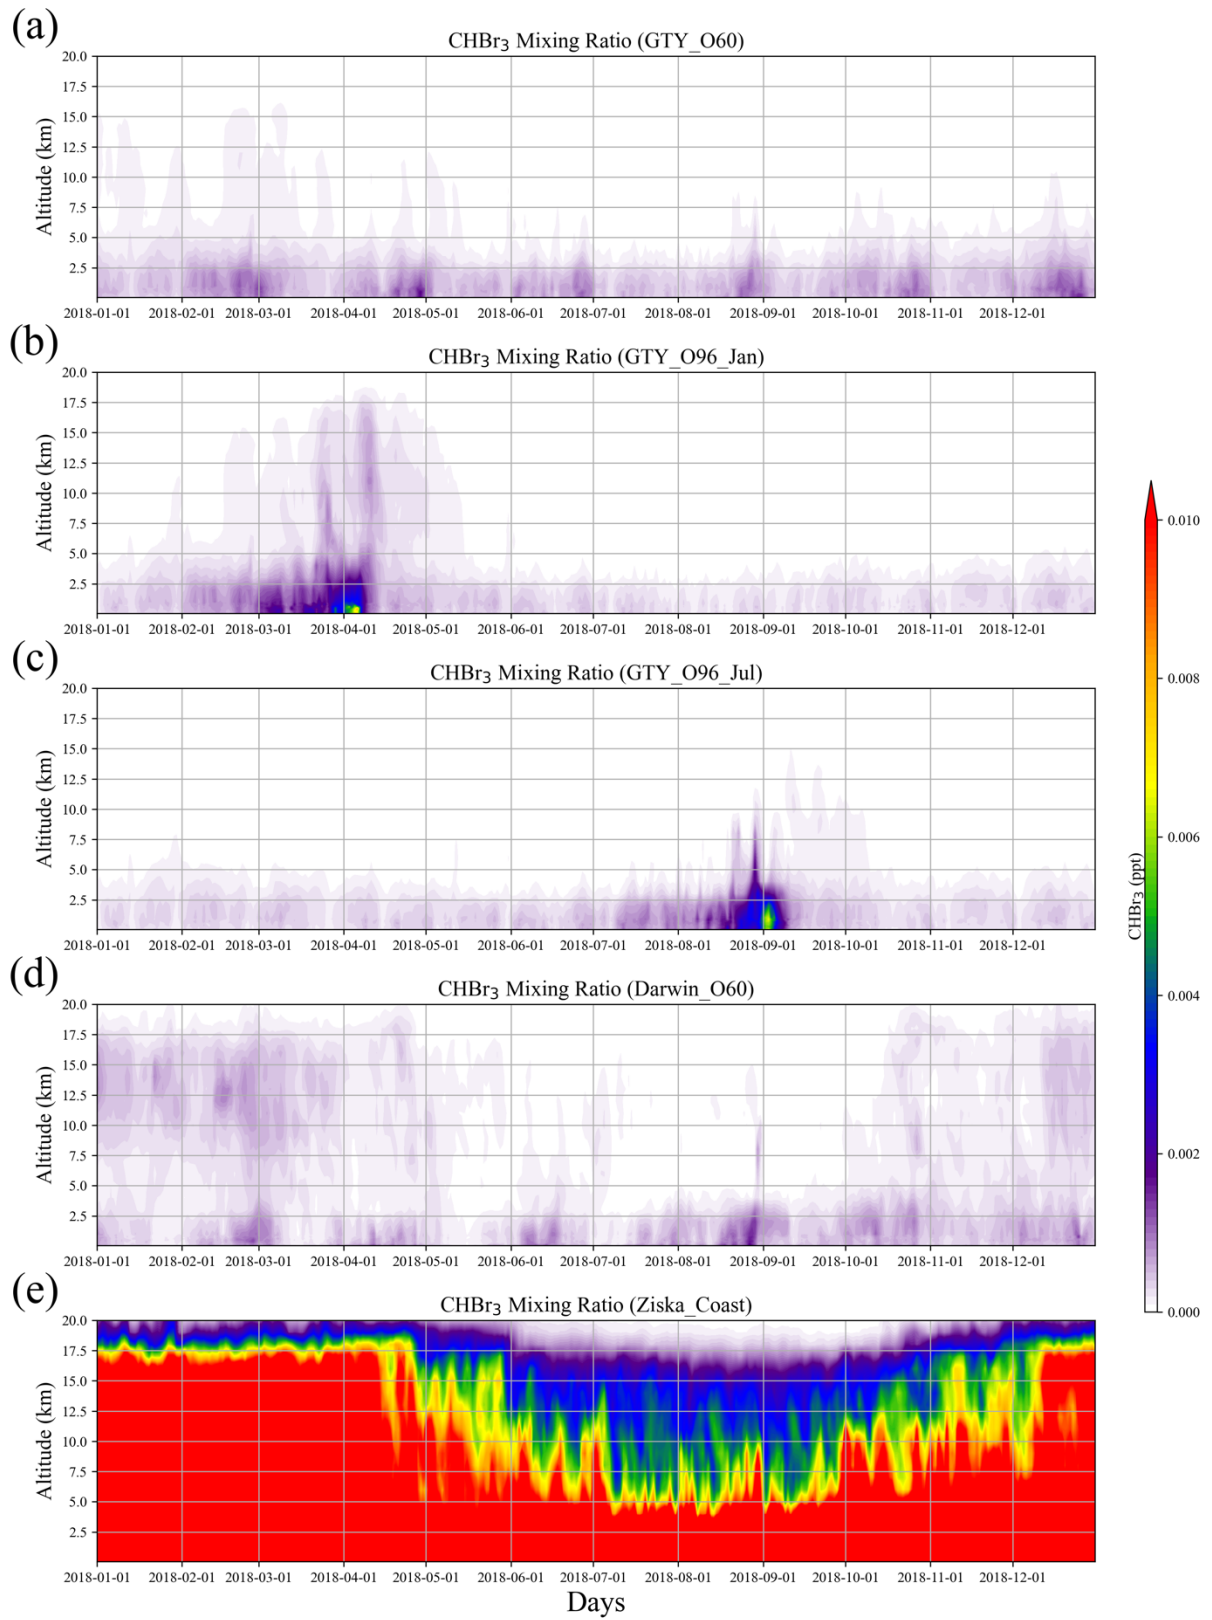 (a)
CHBr3 Mixing Ratio (GTY_O60)
20.0
17.5
15.0
12.5
10.0
7.5
5.0
2.5
Altitude (km)
2018-01-01 2018-02-01 2018-03-01 2018-04-01 2018-05-01 2018-06-01 2018-07-01 2018-08-01 2018-09-01 2018-10-01 2018-11-01 2018-12-01
(b)
CHBr3 Mixing Ratio (GTY_O96_Jan)
20.0
17.5
15.0
12.5
10.0
7.5
5.0
2.5
Altitude (km)
2018-01-01 2018-02-01 2018-03-01 2018-04-01 2018-05-01 2018-06-01 2018-07-01 2018-08-01 2018-09-01 2018-10-01 2018-11-01 2018-12-01
(c)
CHBr3 Mixing Ratio (GTY_O96_Jul)
20.0
17.5
15.0
12.5
10.0
7.5
5.0
2.5
Altitude (km)
2018-01-01 2018-02-01 2018-03-01 2018-04-01 2018-05-01 2018-06-01 2018-07-01 2018-08-01 2018-09-01 2018-10-01 2018-11-01 2018-12-01
(d)
CHBr3 Mixing Ratio (Darwin_O60)
20.0
17.5
15.0
12.5
10.0
7.5
5.0
2.5
Altitude (km)
2018-01-01 2018-02-01 2018-03-01 2018-04-01 2018-05-01 2018-06-01 2018-07-01 2018-08-01 2018-09-01 2018-10-01 2018-11-01 2018-12-01
(e)
CHBr3 Mixing Ratio (Ziska_Coast)
20.0
17.5
15.0
12.5
10.0
7.5
5.0
2.5
Altitude (km)
2018-01-01 2018-02-01 2018-03-01 2018-04-01 2018-05-01 2018-06-01 2018-07-01 2018-08-01 2018-09-01 2018-10-01 2018-11-01 2018-12-01
Days
0.010
0.008
0.006
0.004
0.002
0.000
CHBr3 (ppt)